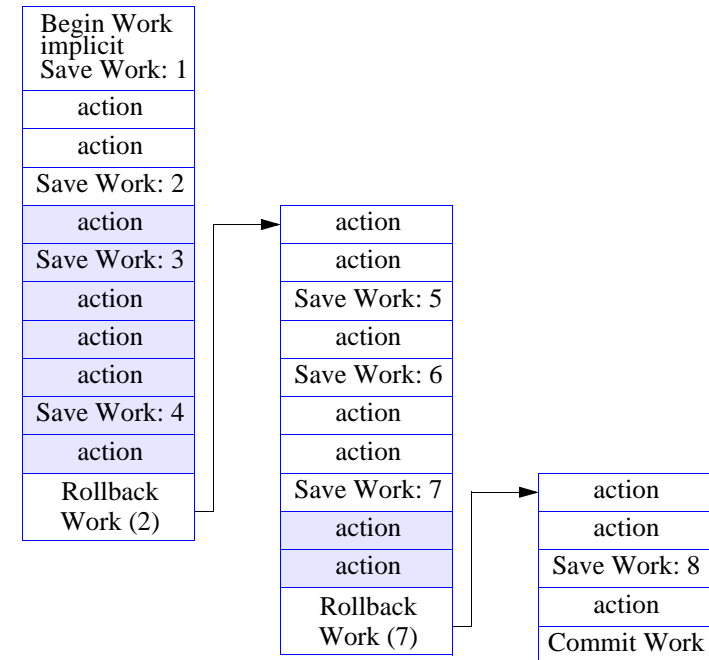 Begin Work
implicit
Save Work: 1
action
action
Save Work: 2
action
Save Work: 3
action
action
action
Save Work: 4
action
Rollback
Work (2)
action
action
Save Work: 5
action
Save Work: 6
action
action
Save Work: 7
action
action
Rollback
Work (7)
action
action
Save Work: 8
action
Commit Work